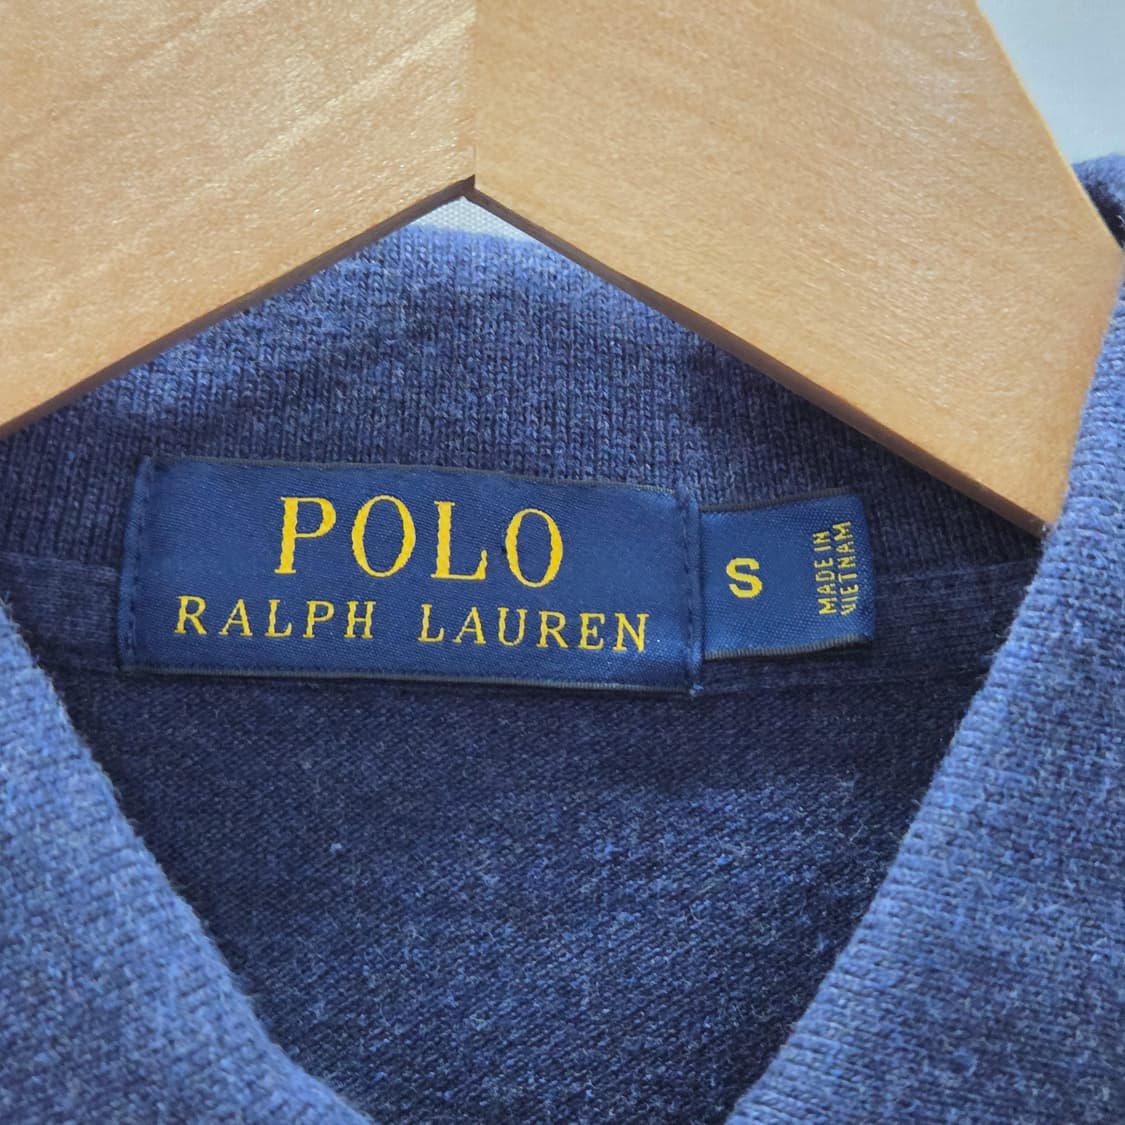 POLO
RALPH LAUREN
S
MADE IN
VIETNAM